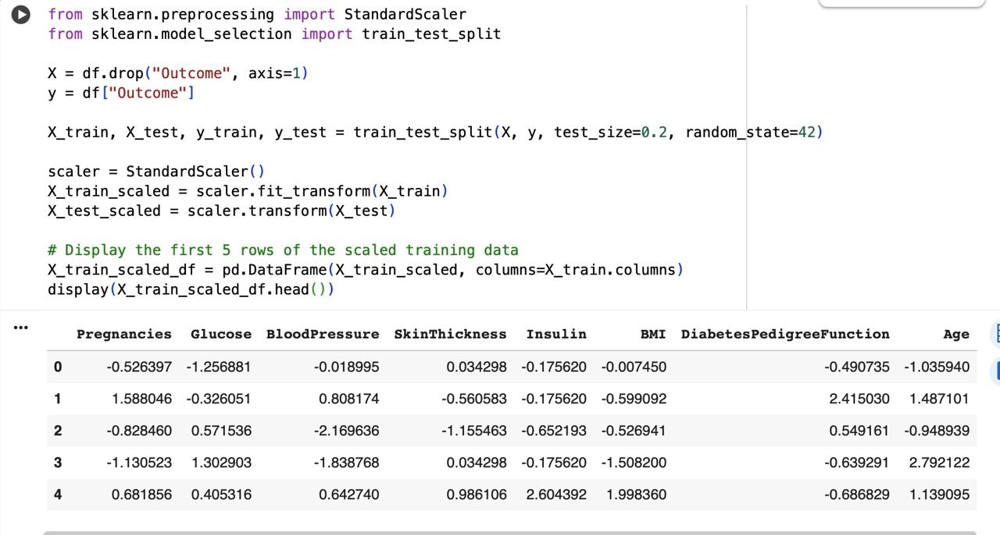 from sklearn.preprocessing import StandardScaler
from sklearn.model_selection import train_test_split
X = df.drop("Outcome", axis=1)
y = df["Outcome"]
X_train, X_test, y_train, y_test = train_test_split(X, y, test_size=0.2, random_state=42)
scaler = StandardScaler()
X_train_scaled = scaler.fit_transform(X_train)
X_test_scaled = scaler.transform(X_test)
# Display the first 5 rows of the scaled training data
X_train_scaled_df = pd.DataFrame(X_train_scaled, columns=X_train.columns)
display(X_train_scaled_df.head())
Pregnancies Glucose BloodPressure SkinThickness Insulin BMI DiabetesPedigreeFunction Age
0 -0.526397 -1.256881 -0.018995 0.034298 -0.175620 -0.007450 -0.490735 -1.035940
1 1.588046 -0.326051 0.808174 -0.560583 -0.175620 -0.599092 2.415030 1.487101
2 -0.828460 0.571536 -2.169636 -1.155463 -0.652193 -0.526941 0.549161 -0.948939
3 -1.130523 1.302903 -1.838768 0.034298 -0.175620 -1.508200 -0.639291 2.792122
4 0.681856 0.405316 0.642740 0.986106 2.604392 1.998360 -0.686829 1.139095